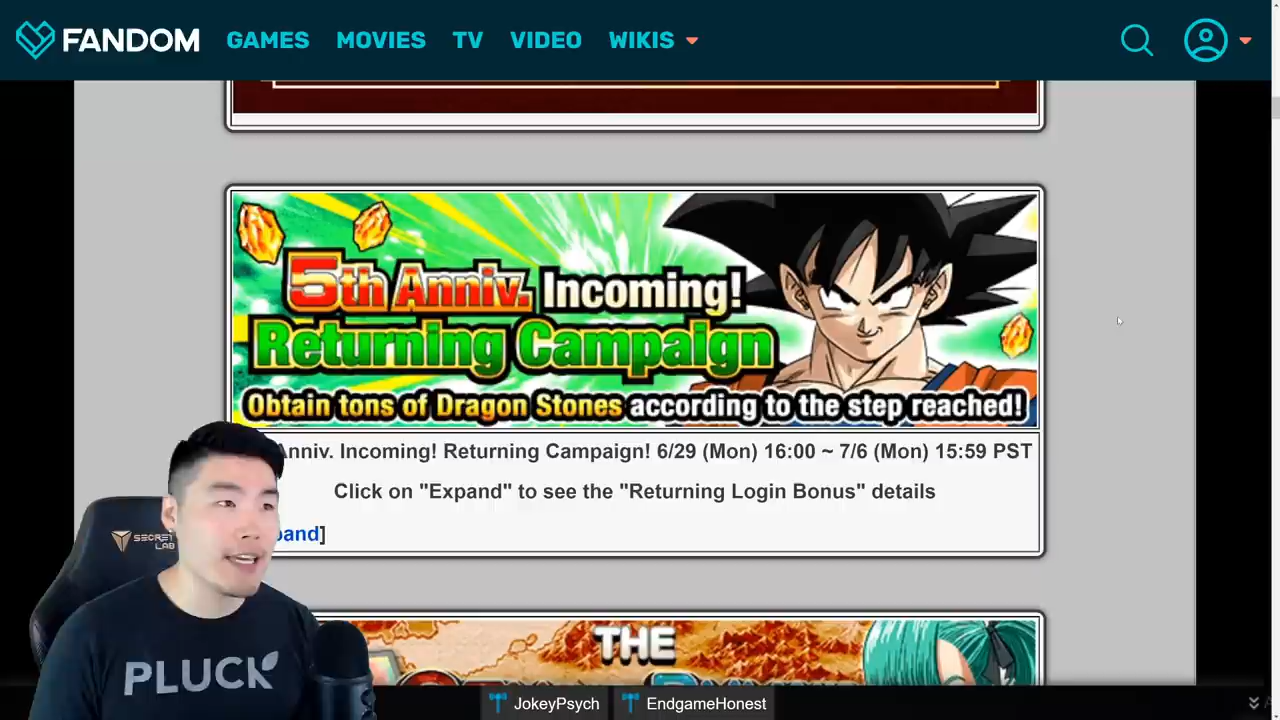 FANDOM GAMES MOVIES TV VIDEO WIKIS
5th Anniv. Incoming!
Returning Campaign
Obtain tons of Dragon Stones according to the step reached!
Anniv. Incoming! Returning Campaign! 6/29 (Mon) 16:00 ~ 7/6 (Mon) 15:59 PST
Click on "Expand" to see the "Returning Login Bonus" details
pand]
THE
SECRET
LAB
PLUCK
JokeyPsych EndgameHonest